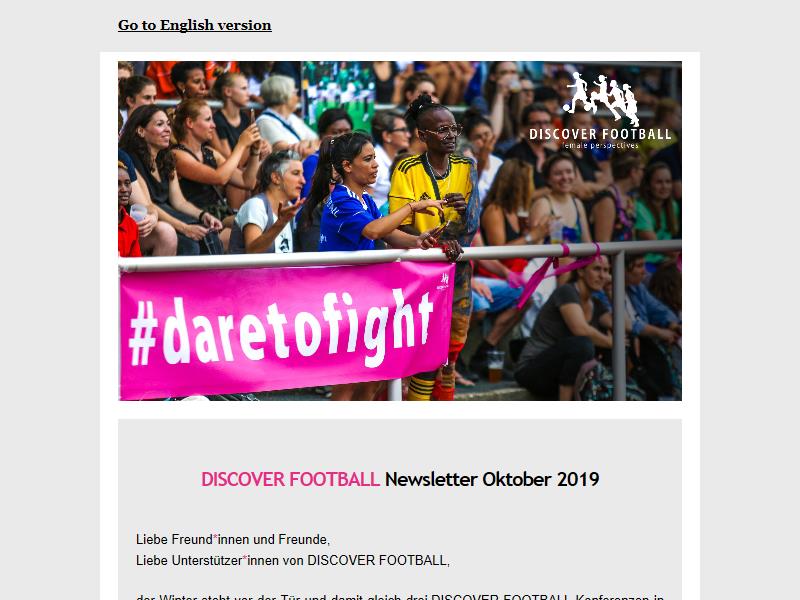 Go to English version
DISCOVER FOOTBALL
female perspectives
#daretofight
DISCOVER FOOTBALL Newsletter Oktober 2019
Liebe Freund*innen und Freunde,
Liebe Unterstützer*innen von DISCOVER FOOTBALL,
der Winter steht vor der Tür und damit gleich drei DISCOVER FOOTBALL Konferenzen in